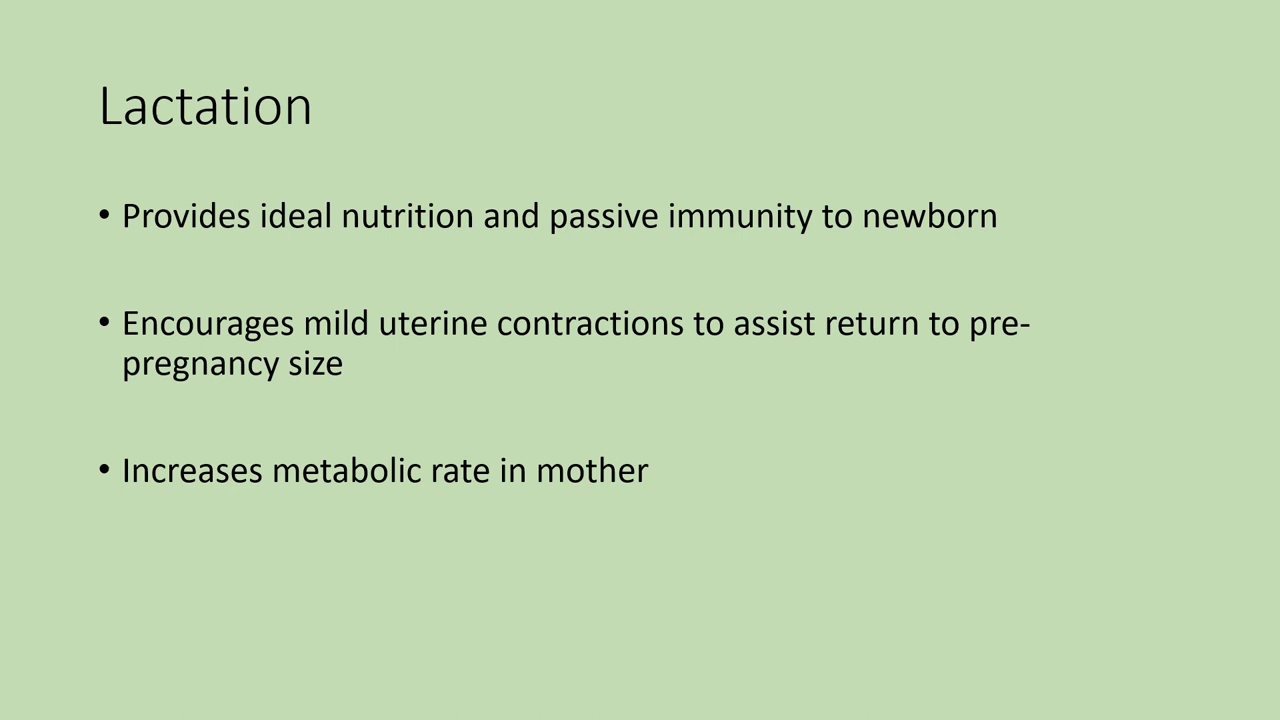 Lactation
• Provides ideal nutrition and passive immunity to newborn
• Encourages mild uterine contractions to assist return to pre-
pregnancy size
• Increases metabolic rate in mother